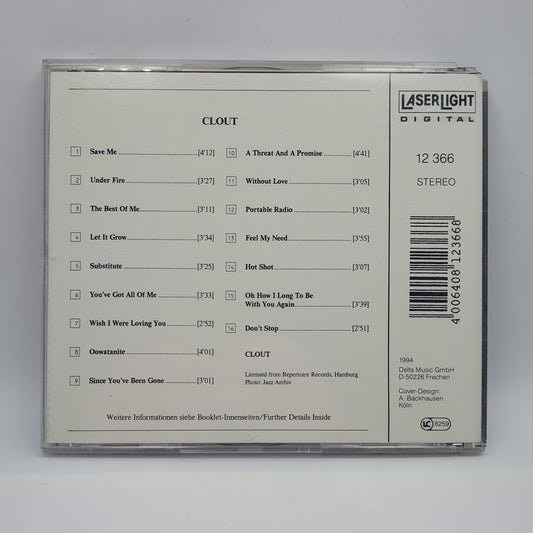 CLOUT
1 Save Me [4'12]
2 Under Fire [3'27]
3 The Best Of Me [3'11]
4 Let It Grow [3'34]
5 Substitute [3'25]
6 You've Got All Of Me [3'33]
7 Wish I Were Loving You [2'52]
8 Oowatanite [4'01]
9 Since You've Been Gone [3'01]
10 A Threat And A Promise [4'41]
11 Without Love [3'05]
12 Portable Radio [3'02]
13 Feel My Need [3'55]
14 Hot Shot [3'07]
15 Oh How I Long To Be
With You Again [3'39]
16 Don't Stop [2'51]
CLOUT
Licensed from Repertoire Records, Hamburg
Photo: Jazz Archiv
Weitere Informationen siehe Booklet-Innenseiten/Further Details Inside
LASERLIGHT
DIGITAL
12 366
STEREO
4 006408 123668
1994
Delta Music GmbH
D-50226 Frechen
Cover-Design:
A. Backhausen
Köln
LC 8259